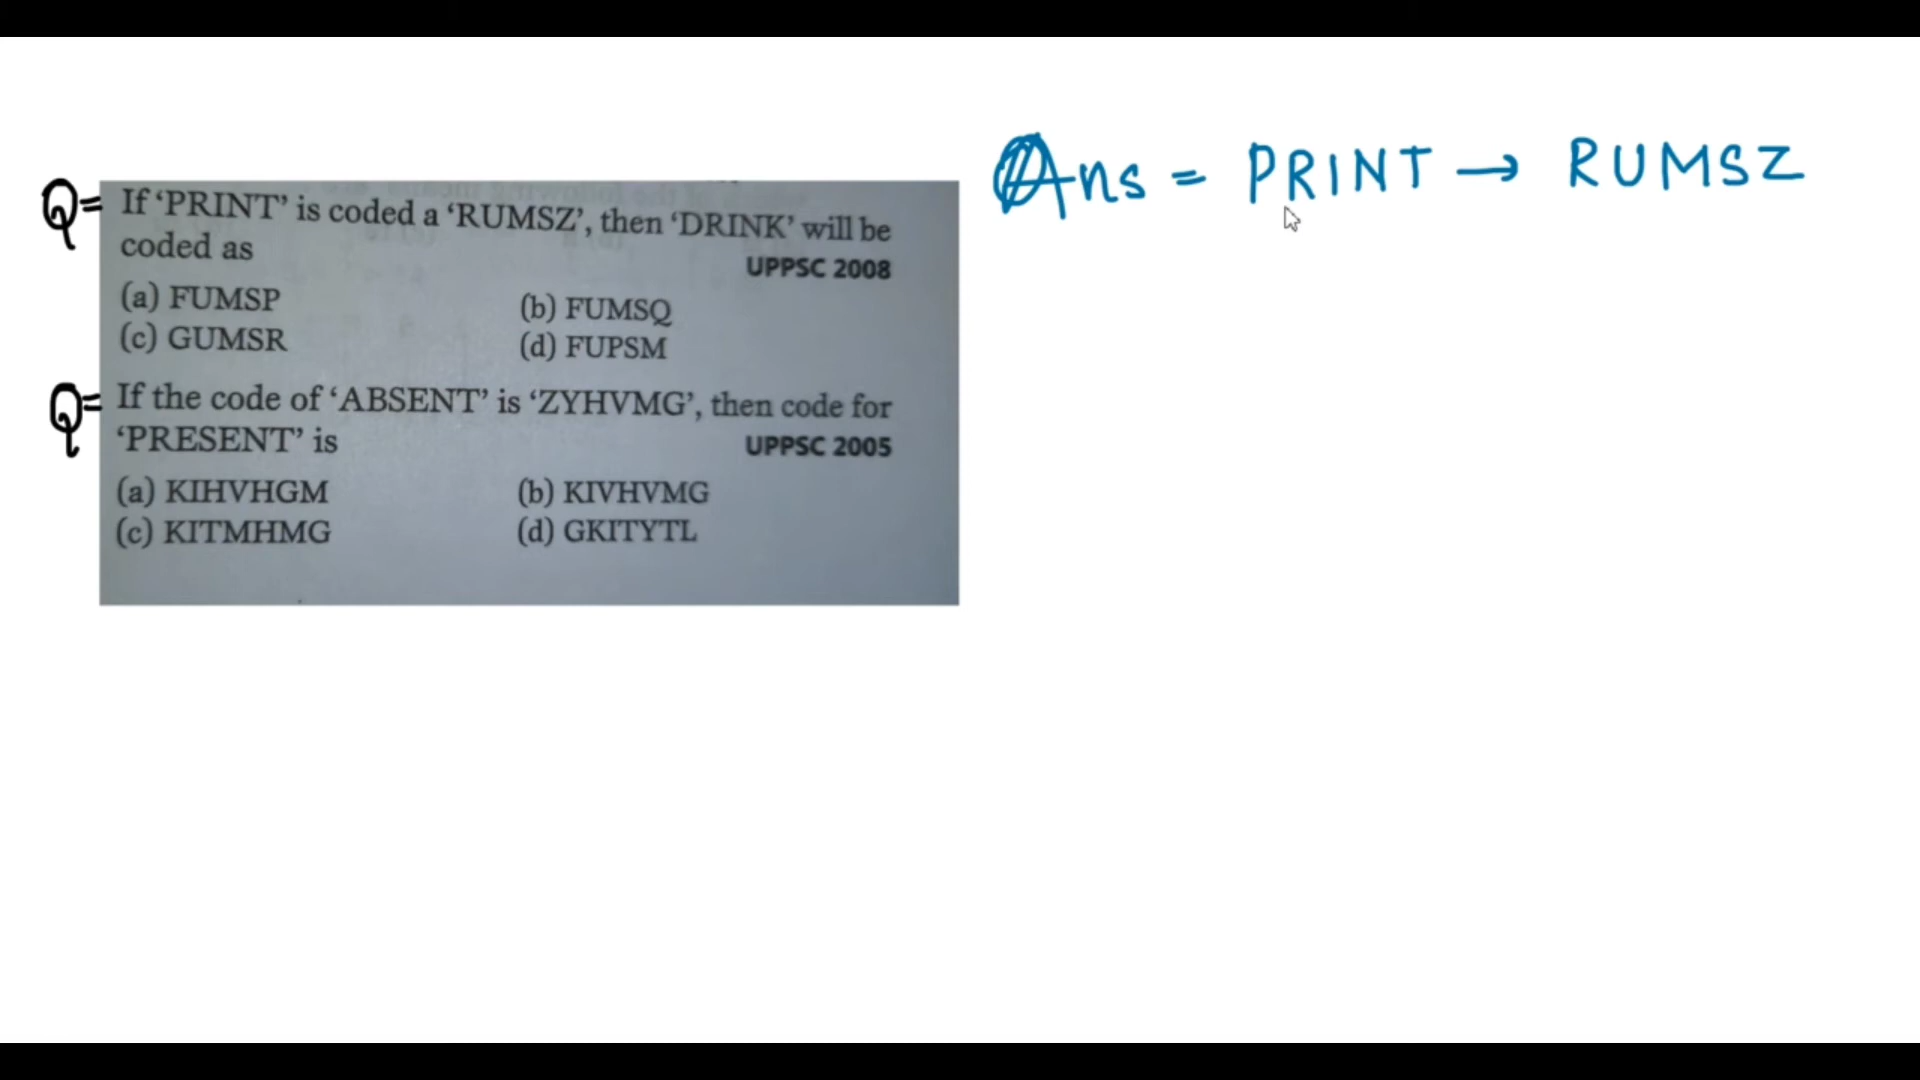 Q= If ‘PRINT’ is coded a ‘RUMSZ’, then ‘DRINK’ will be
coded as UPPSC 2008
(a) FUMSP (b) FUMSQ
(c) GUMSR (d) FUPSM
Q= If the code of ‘ABSENT’ is ‘ZYHVMG’, then code for
‘PRESENT’ is UPPSC 2005
(a) KIHVHGM (b) KIVHVMG
(c) KITMHMG (d) GKITYTL
Ans = PRINT → RUMSZ